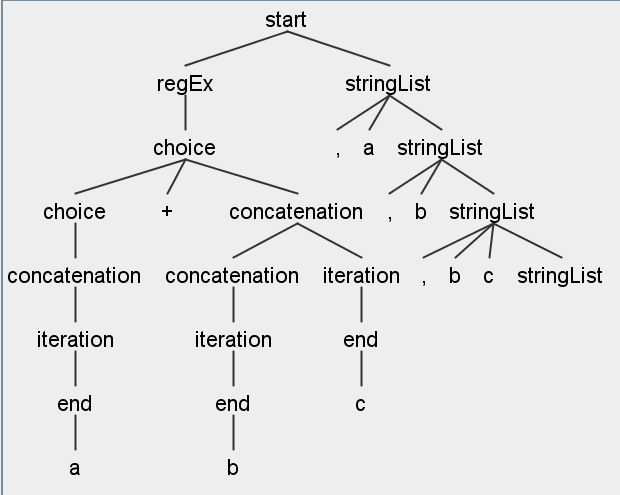 start
regEx stringList
choice , a stringList
choice + concatenation , b stringList
concatenation concatenation iteration , b c stringList
iteration iteration end
end end c
a b